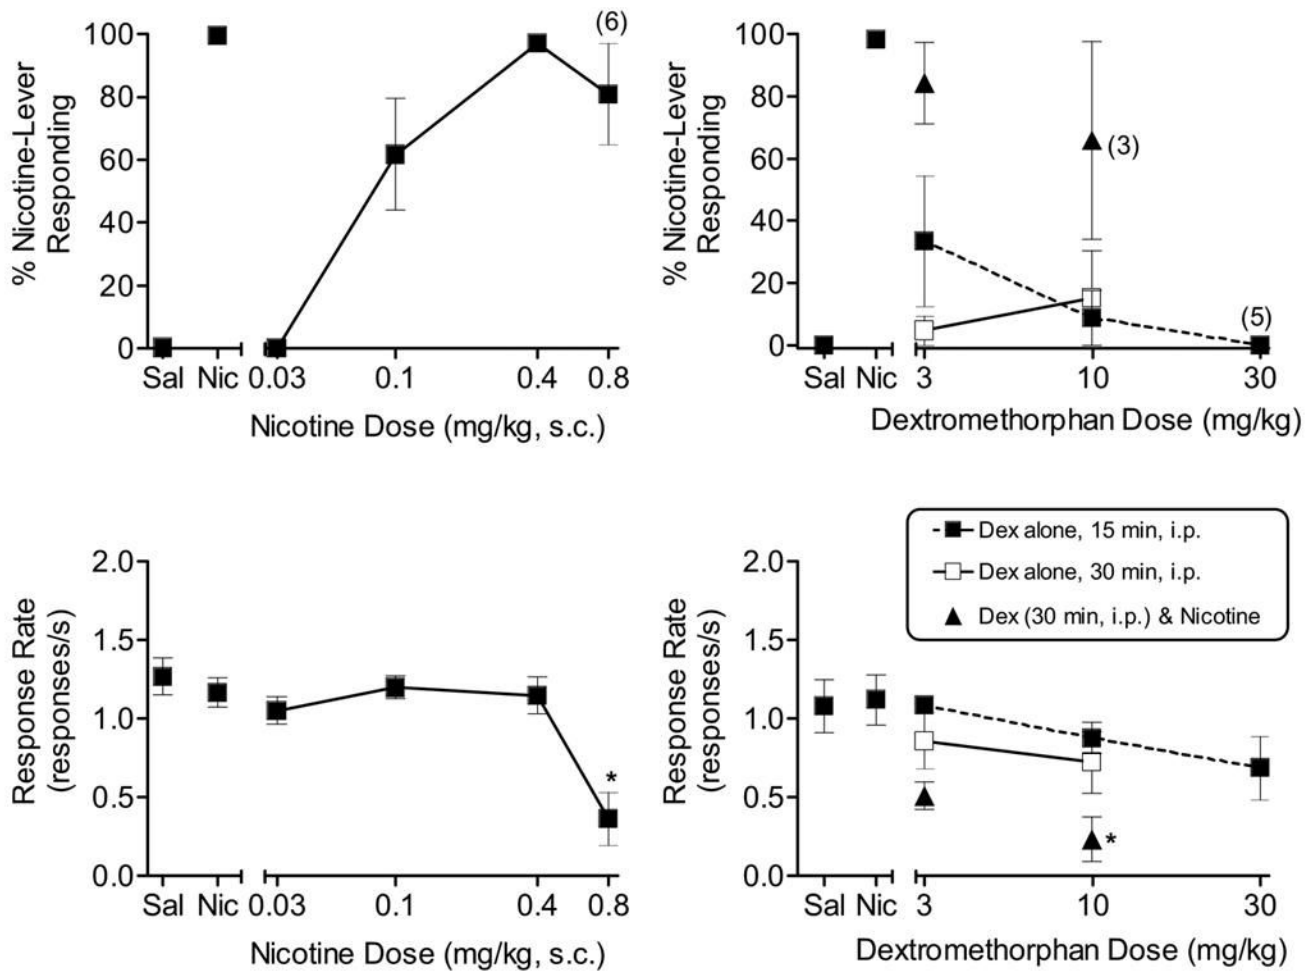 % Nicotine-Lever
Responding
100
80
60
40
20
0
(6)
Sal Nic 0.03 0.1 0.4 0.8
Nicotine Dose (mg/kg, s.c.)
% Nicotine-Lever
Responding
100
80
60
40
20
0
(3)
(5)
Sal Nic 3 10 30
Dextromethorphan Dose (mg/kg)
Response Rate
(responses/s)
2.0
1.5
1.0
0.5
0.0
*
Sal Nic 0.03 0.1 0.4 0.8
Nicotine Dose (mg/kg, s.c.)
Dex alone, 15 min, i.p.
Dex alone, 30 min, i.p.
Dex (30 min, i.p.) & Nicotine
Response Rate
(responses/s)
2.0
1.5
1.0
0.5
0.0
*
Sal Nic 3 10 30
Dextromethorphan Dose (mg/kg)